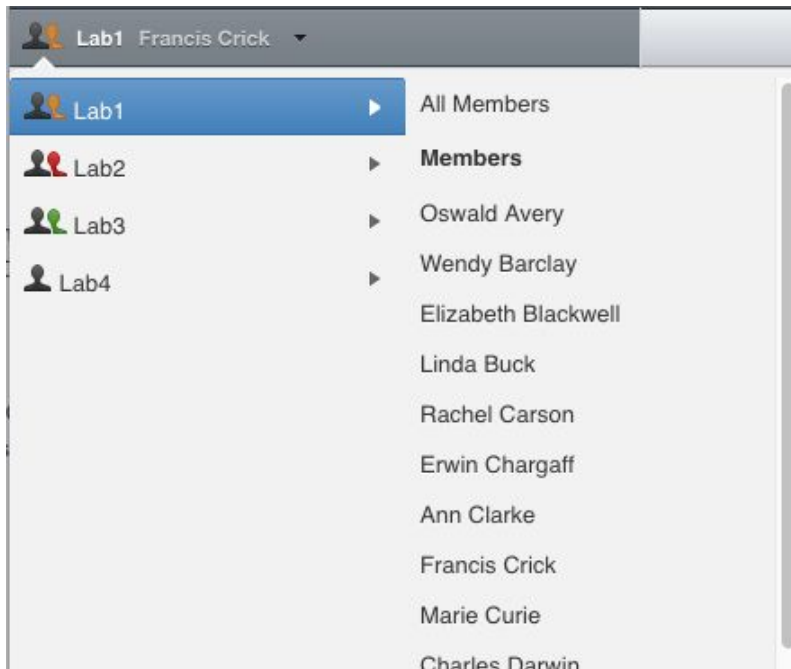 Lab1 Francis Crick
Lab1
Lab2
Lab3
Lab4
All Members
Members
Oswald Avery
Wendy Barclay
Elizabeth Blackwell
Linda Buck
Rachel Carson
Erwin Chargaff
Ann Clarke
Francis Crick
Marie Curie
Charles Darwin